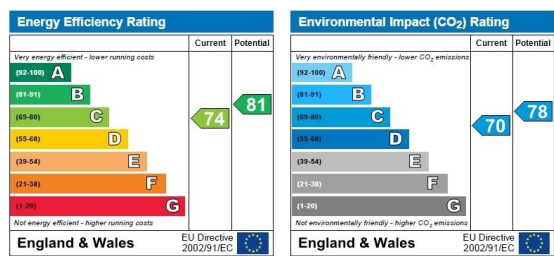 Energy Efficiency Rating
Current Potential
Very energy efficient - lower running costs
(92-100) A
(81-91) B
(69-80) C
(55-68) D
(39-54) E
(21-38) F
(1-20) G
74
81
Not energy efficient - higher running costs
England & Wales
EU Directive
2002/91/EC
Environmental Impact (CO₂) Rating
Current Potential
Very environmentally friendly - lower CO₂ emissions
(92-100) A
(81-91) B
(69-80) C
(55-68) D
(39-54) E
(21-38) F
(1-20) G
70
78
Not environmentally friendly - higher CO₂ emissions
England & Wales
EU Directive
2002/91/EC